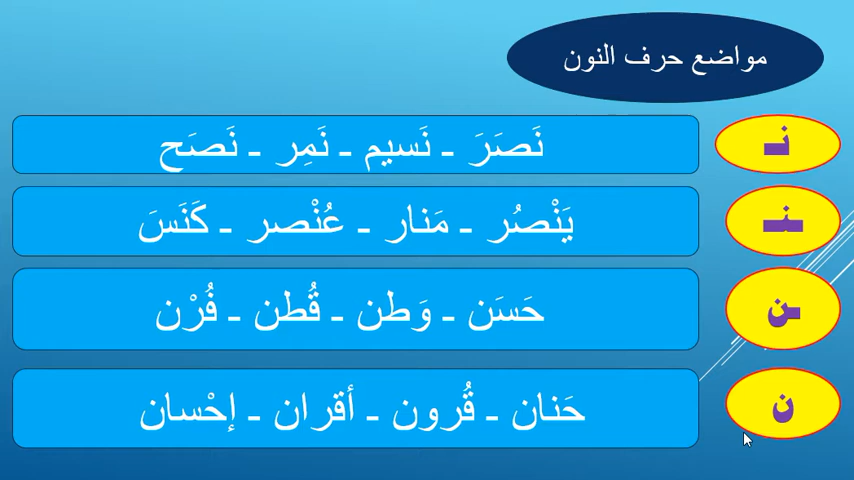 مواضع حرف النون
نـ
نَصَرَ - نَسيم - نَمِر - نَصَح
ـنـ
يَنْصُر - مَنار - عُنْصر - كَنَسَ
ـن
حَسَن - وَطن - قُطن - فُرْن
ن
حَنان - قُرون - أقران - إحْسان